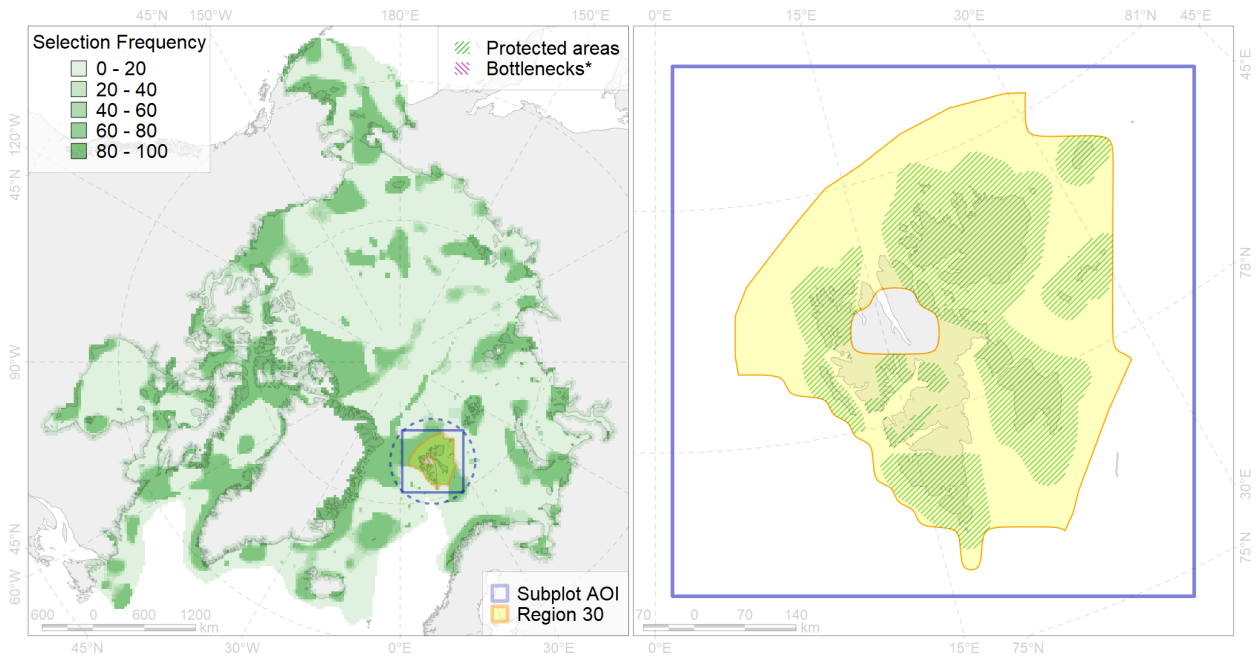 45°N 150°W 180°E 150°E 0°E 15°E 30°E 81°N 45°E
Selection Frequency
0 - 20
20 - 40
40 - 60
60 - 80
80 - 100
Protected areas
Bottlenecks*
120°W
45°N
90°W
45°N
60°W
45°E
78°N
30°E
75°N
Subplot AOI
Region 30
600 0 600 1200
km
70 0 70 140
km
45°N 30°W 0°E 30°E 0°E 15°E 75°N